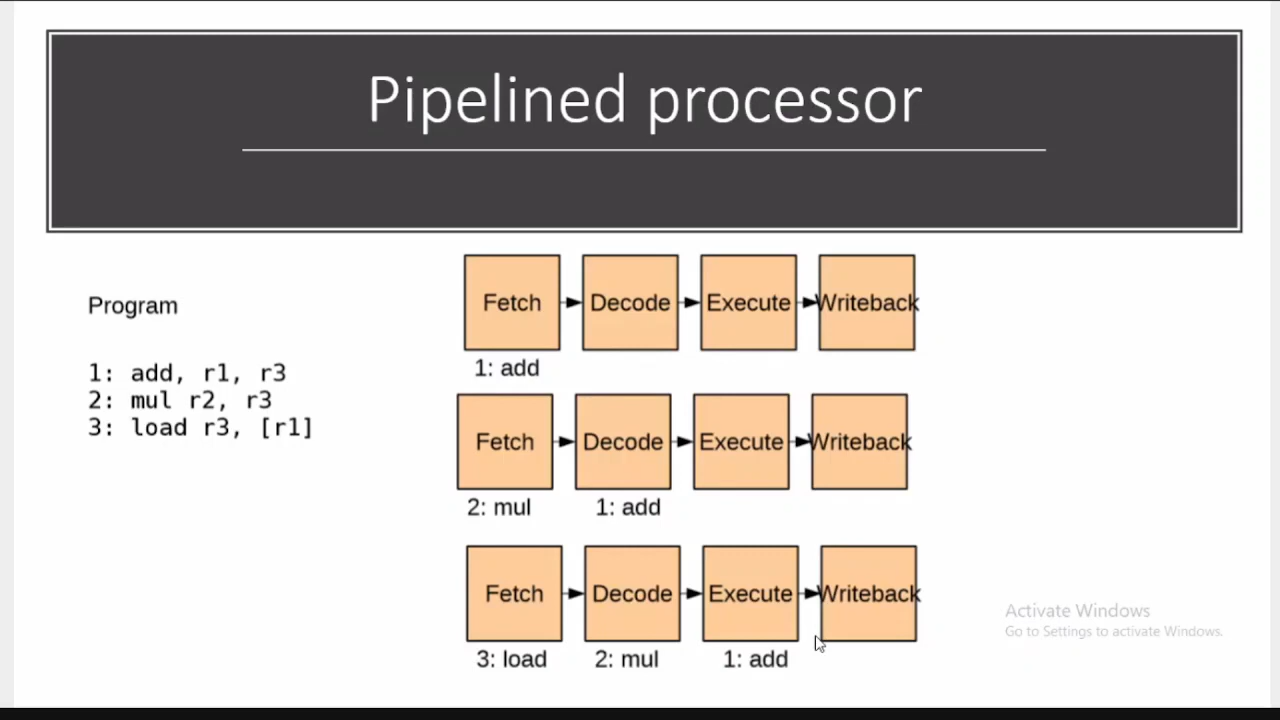 Pipelined processor
Program
1: add, r1, r3
2: mul r2, r3
3: load r3, [r1]
Fetch Decode Execute Writeback
1: add
Fetch Decode Execute Writeback
2: mul 1: add
Fetch Decode Execute Writeback
3: load 2: mul 1: add
Activate Windows
Go to Settings to activate Windows.